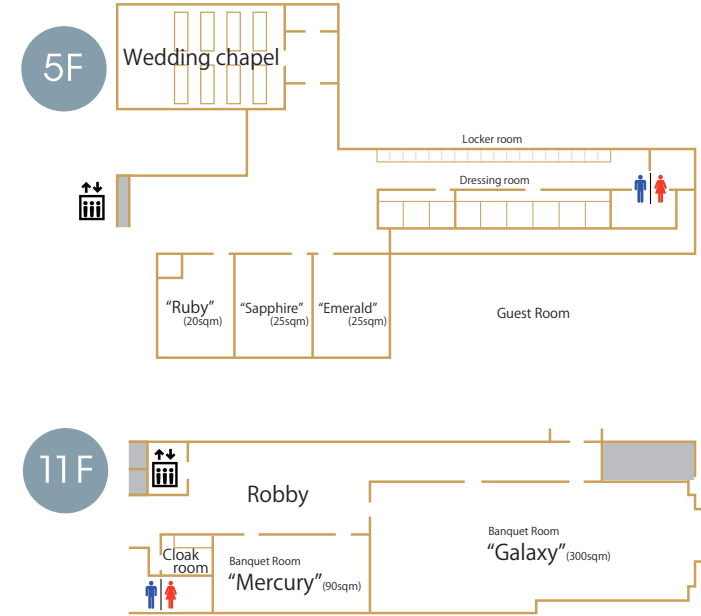 5F
Wedding chapel
Locker room
Dressing room
"Ruby"
(20sqm)
"Sapphire"
(25sqm)
"Emerald"
(25sqm)
Guest Room
11F
Robby
Cloak
room
Banquet Room
"Mercury"(90sqm)
Banquet Room
"Galaxy"(300sqm)